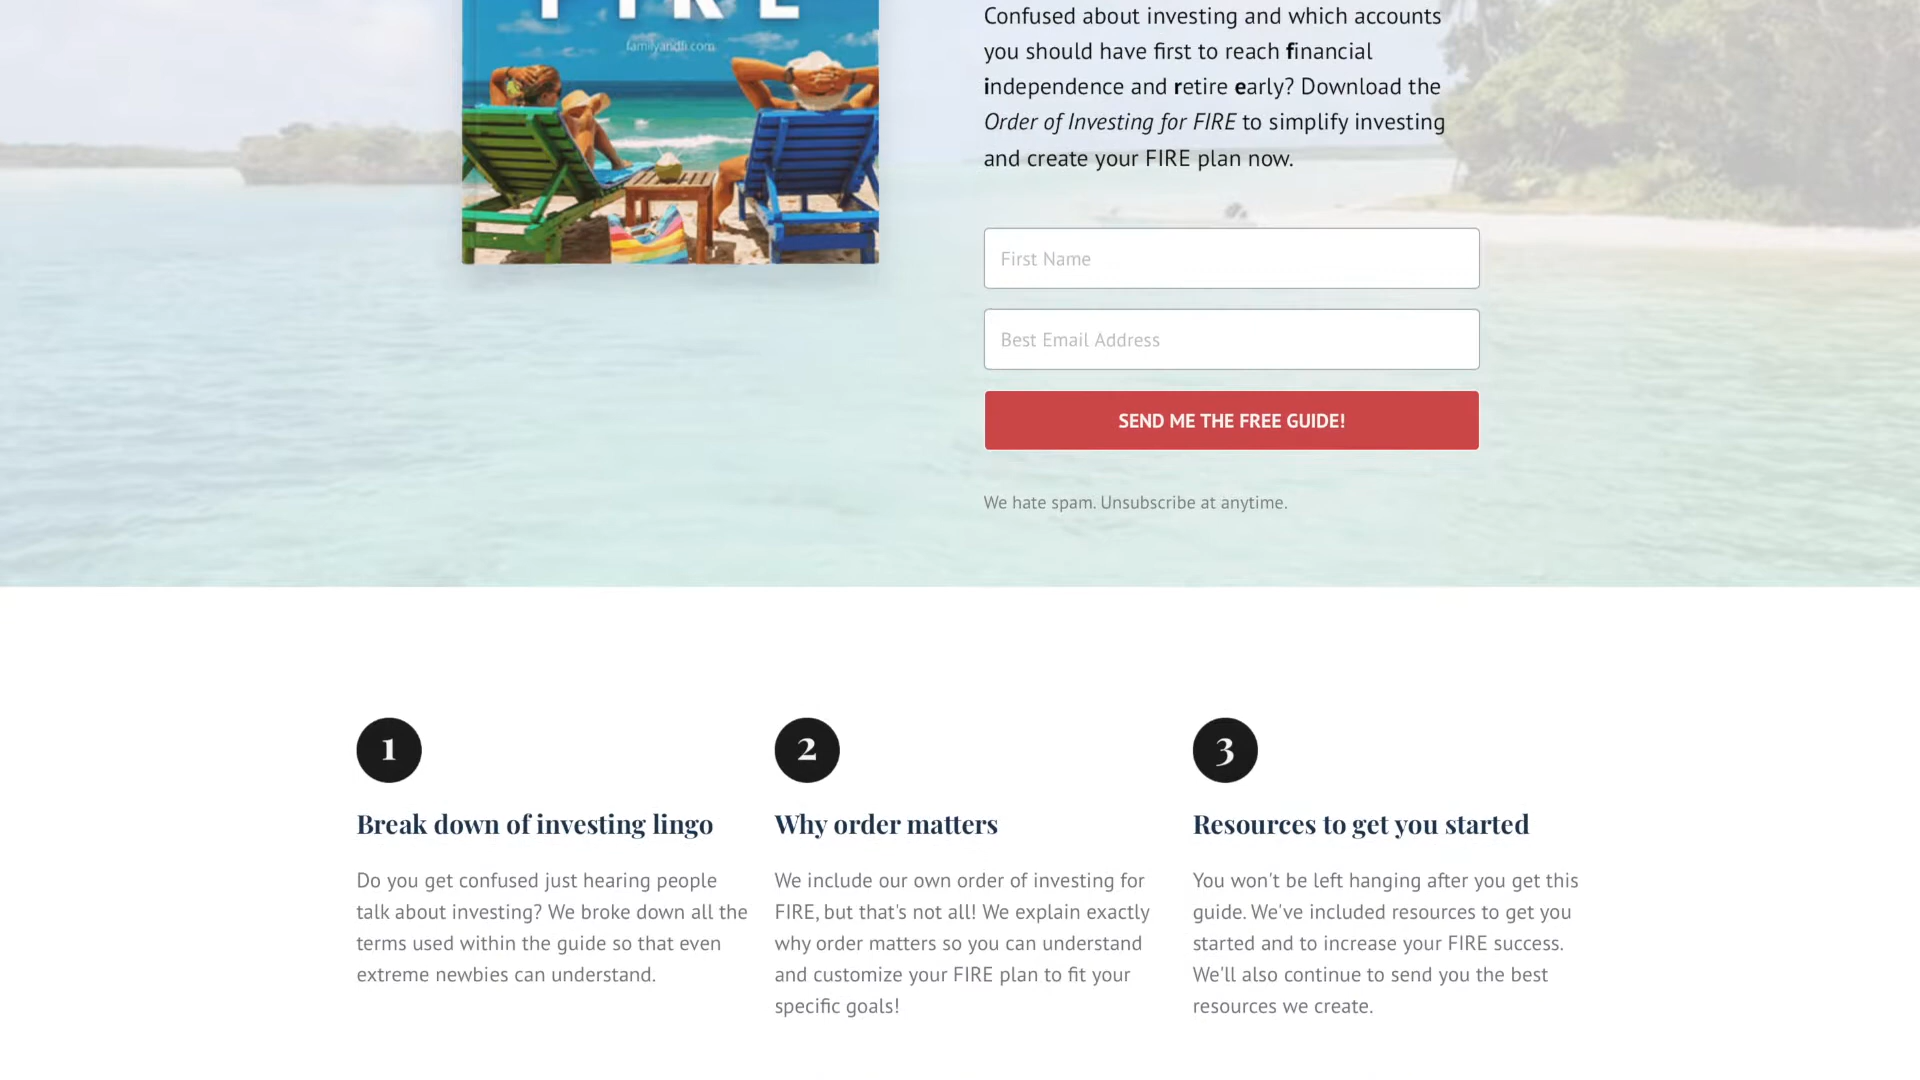 FIRE
familyandfi.com
Confused about investing and which accounts
you should have first to reach financial
independence and retire early? Download the
Order of Investing for FIRE to simplify investing
and create your FIRE plan now.
First Name
Best Email Address
SEND ME THE FREE GUIDE!
We hate spam. Unsubscribe at anytime.
1
Break down of investing lingo
Do you get confused just hearing people
talk about investing? We broke down all the
terms used within the guide so that even
extreme newbies can understand.
2
Why order matters
We include our own order of investing for
FIRE, but that's not all! We explain exactly
why order matters so you can understand
and customize your FIRE plan to fit your
specific goals!
3
Resources to get you started
You won't be left hanging after you get this
guide. We've included resources to get you
started and to increase your FIRE success.
We'll also continue to send you the best
resources we create.